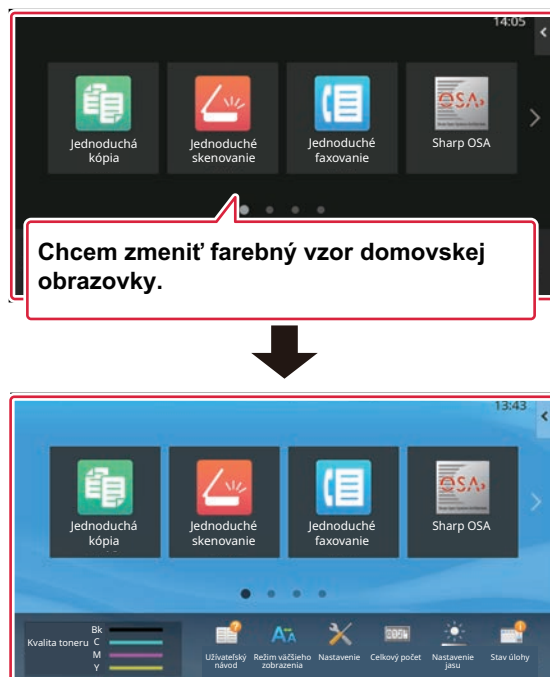 14:05
Jednoduchá
kópia
Jednoduché
skenovanie
Jednoduché
faxovanie
OSA
Sharp OSA
Chcem zmeniť farebný vzor domovskej
obrazovky.
13:43
Jednoduchá
kópia
Jednoduché
skenovanie
Jednoduché
faxovanie
OSA
Sharp OSA
Kvalita toneru
Bk
C
M
Y
Užívateľský
návod
Režim väčšieho
zobrazenia
Nastavenie
Celkový počet
Nastavenie
jasu
Stav úlohy